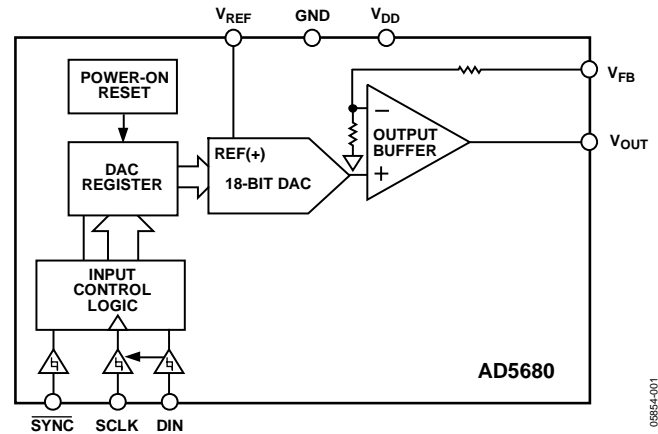 VREF
GND
VDD
POWER-ON
RESET
VFB
REF(+)
OUTPUT
BUFFER
VOUT
DAC
REGISTER
18-BIT DAC
INPUT
CONTROL
LOGIC
AD5680
SYNC
SCLK
DIN
05854-001